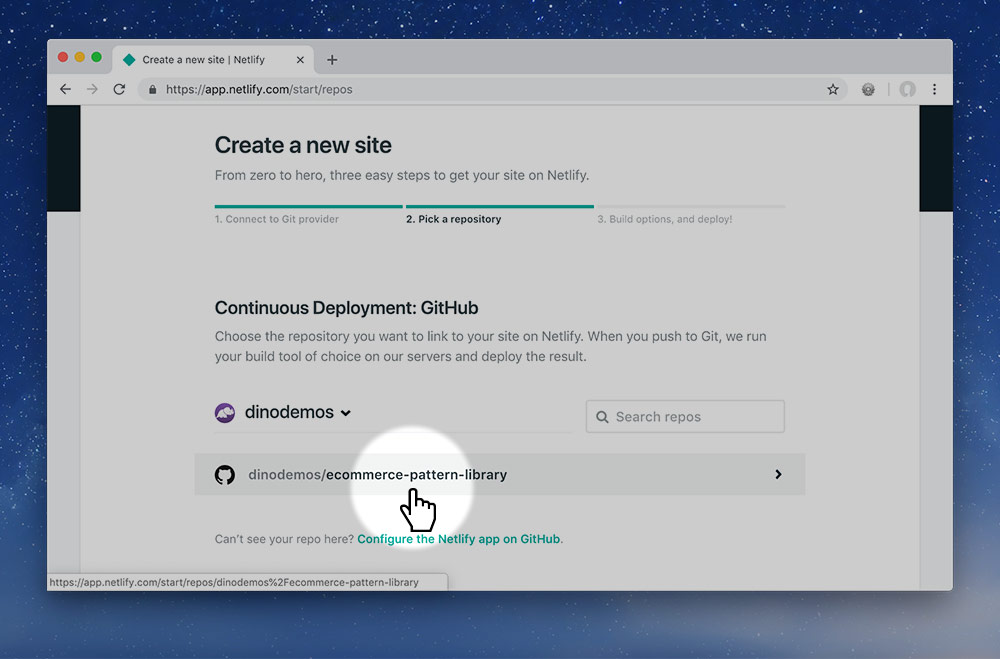 Create a new site | Netlify
https://app.netlify.com/start/repos
Create a new site
From zero to hero, three easy steps to get your site on Netlify.
1. Connect to Git provider
2. Pick a repository
3. Build options, and deploy!
Continuous Deployment: GitHub
Choose the repository you want to link to your site on Netlify. When you push to Git, we run
your build tool of choice on our servers and deploy the result.
dinodemos
Search repos
dinodemos/ecommerce-pattern-library
Can’t see your repo here? Configure the Netlify app on GitHub.
https://app.netlify.com/start/repos/dinodemos%2Fecommerce-pattern-library